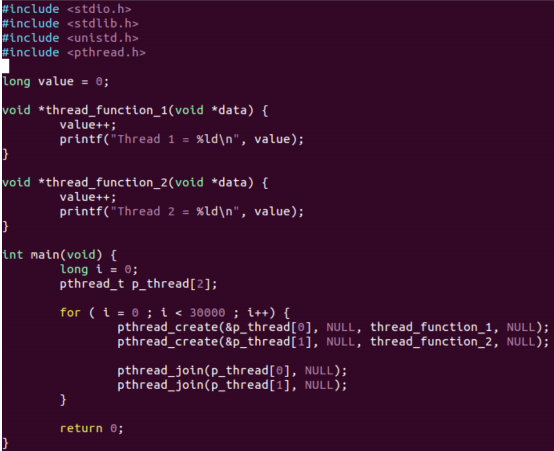 #include <stdio.h>
#include <stdlib.h>
#include <unistd.h>
#include <pthread.h>
long value = 0;
void *thread_function_1(void *data) {
        value++;
        printf("Thread 1 = %ld\n", value);
}
void *thread_function_2(void *data) {
        value++;
        printf("Thread 2 = %ld\n", value);
}
int main(void) {
        long i = 0;
        pthread_t p_thread[2];
        for ( i = 0 ; i < 30000 ; i++) {
                pthread_create(&p_thread[0], NULL, thread_function_1, NULL);
                pthread_create(&p_thread[1], NULL, thread_function_2, NULL);
                pthread_join(p_thread[0], NULL);
                pthread_join(p_thread[1], NULL);
        }
        return 0;
}